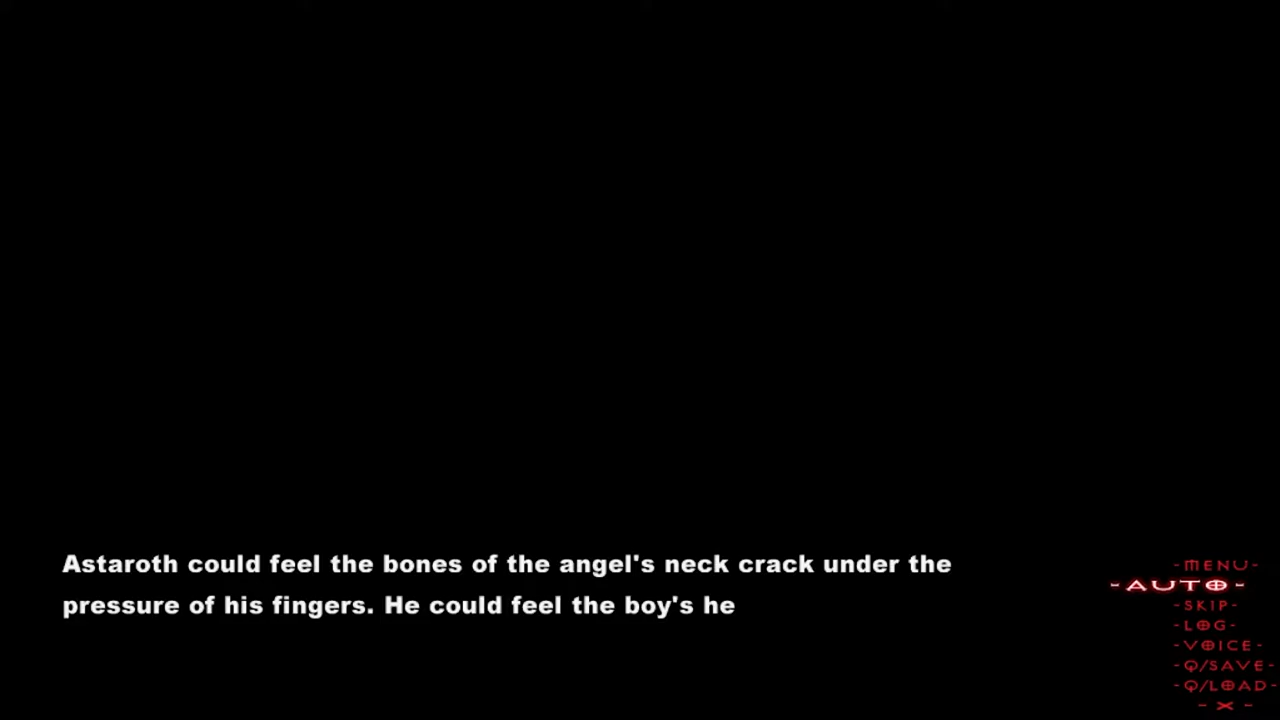 Astaroth could feel the bones of the angel's neck crack under the
pressure of his fingers. He could feel the boy's he
-MENU-
-AUTO-
-SKIP-
-LOG-
-VOICE-
-Q/SAVE-
-Q/LOAD-
-X-